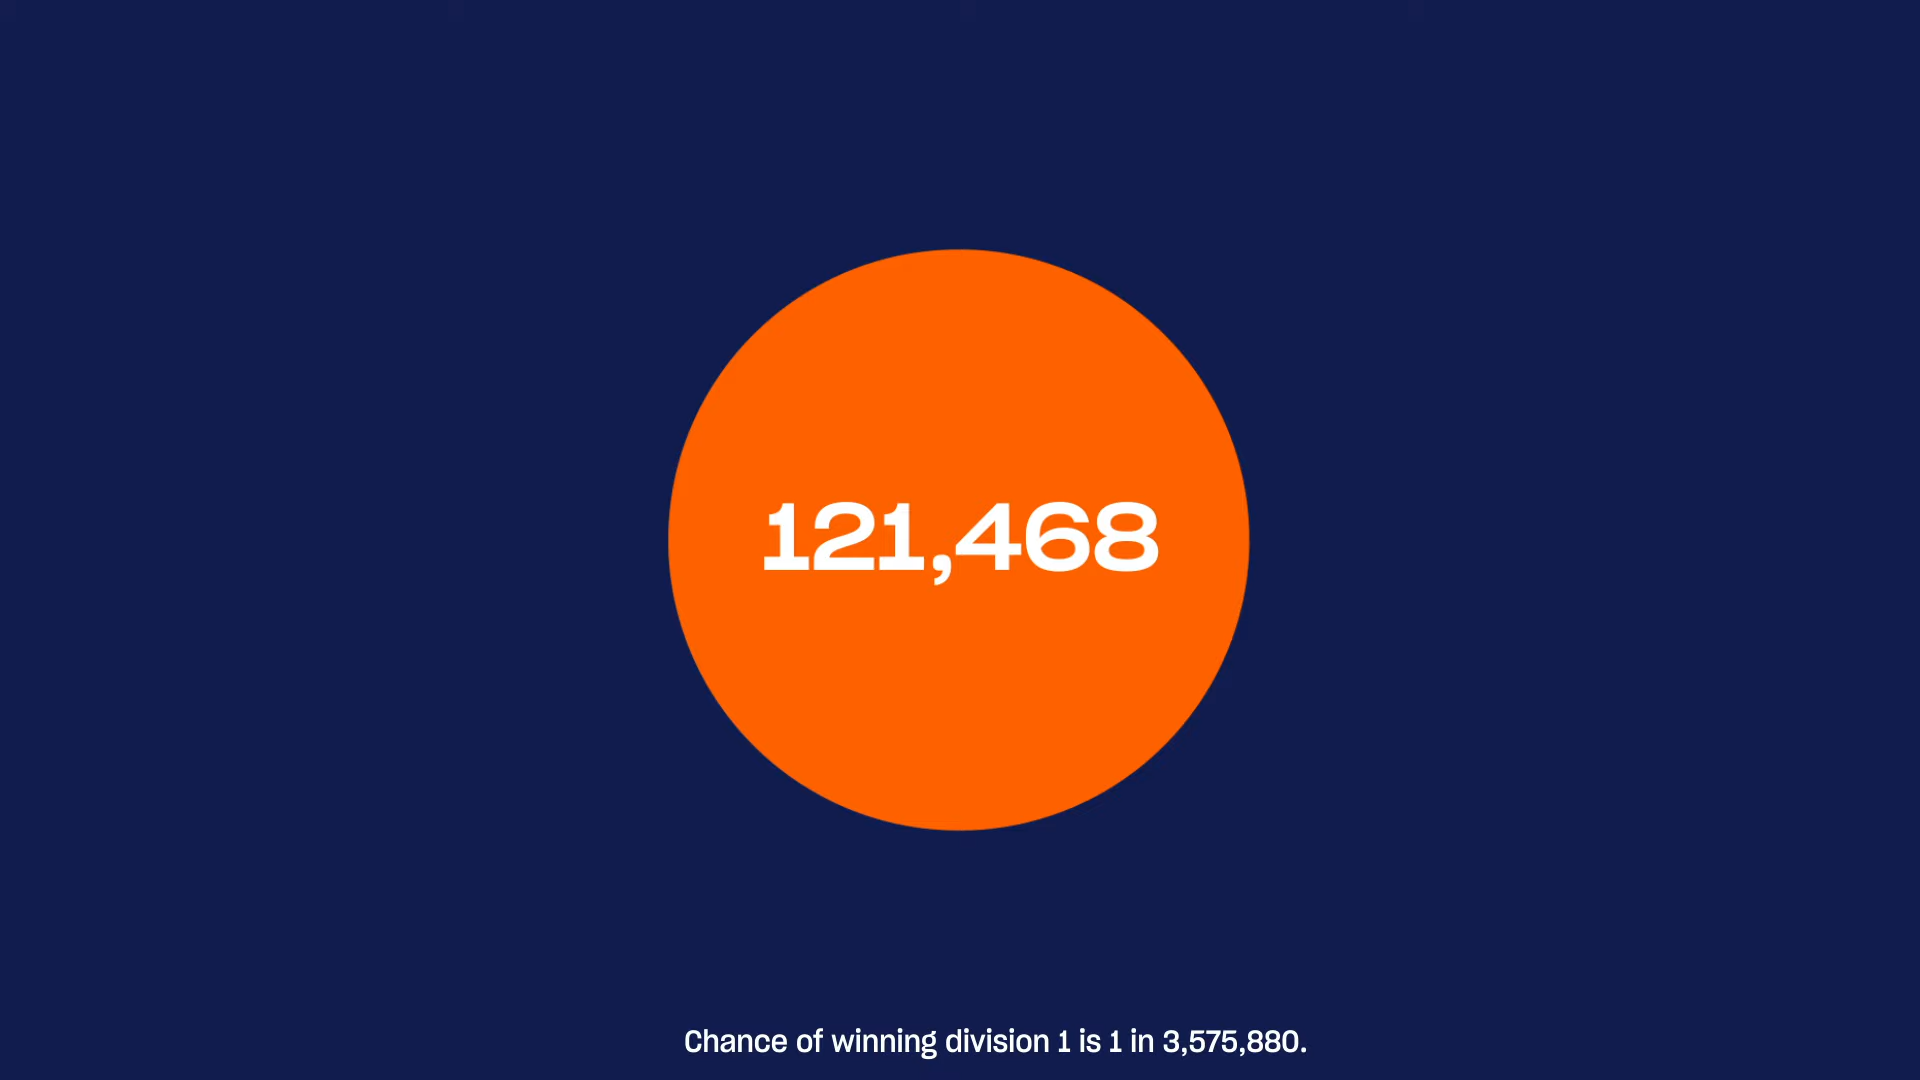 121,468
Chance of winning division 1 is 1 in 3,575,880.